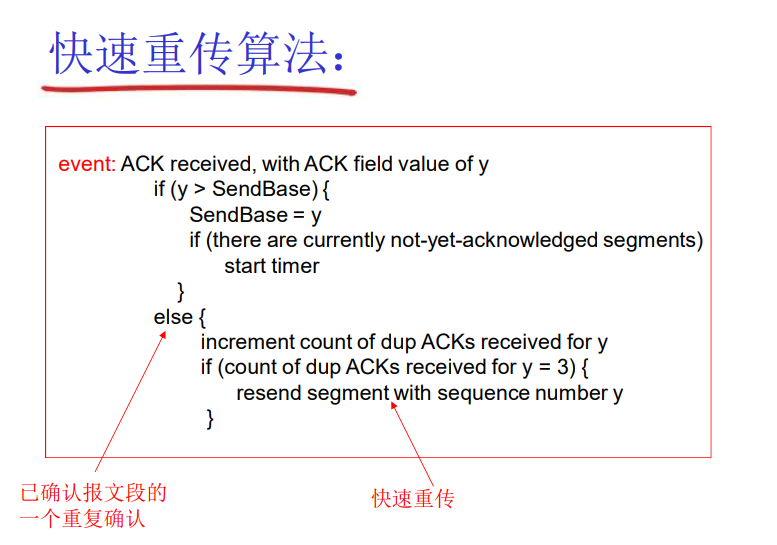 快速重传算法:
event: ACK received, with ACK field value of y
if (y > SendBase) {
SendBase = y
if (there are currently not-yet-acknowledged segments)
start timer
}
else {
increment count of dup ACKs received for y
if (count of dup ACKs received for y = 3) {
resend segment with sequence number y
}
已确认报文段的
一个重复确认
快速重传